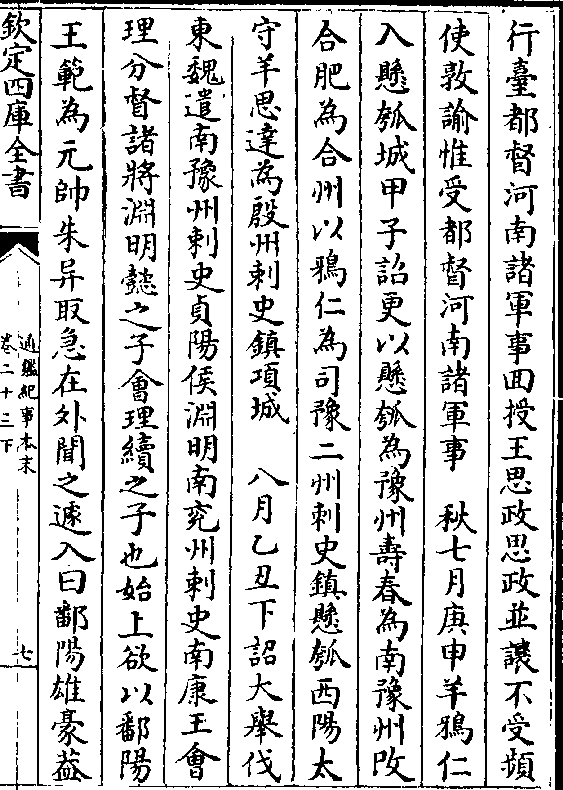 行臺都督河南諸軍事回授王思政思政並讓不受頻
使敦諭惟受都督河南諸軍事　秋七月庚申羊鴉仁
入懸瓠城甲子詔更以懸瓠為豫州壽春為南豫州改
合肥為合州以鴉仁為司豫二州刺史鎮懸瓠西陽太
守羊思達為殷州刺史鎮項城　八月乙丑下詔大舉伐
東魏遣南豫州刺史貞陽侯淵明南兗州刺史南康王會
理分督諸將淵明懿之子會理續之子也始上欲以鄱陽
王範為元帥朱异取急在外聞之遽入曰鄱陽雄豪葢
欽定四庫全書
通鑑紀事本末
卷二十三下
七